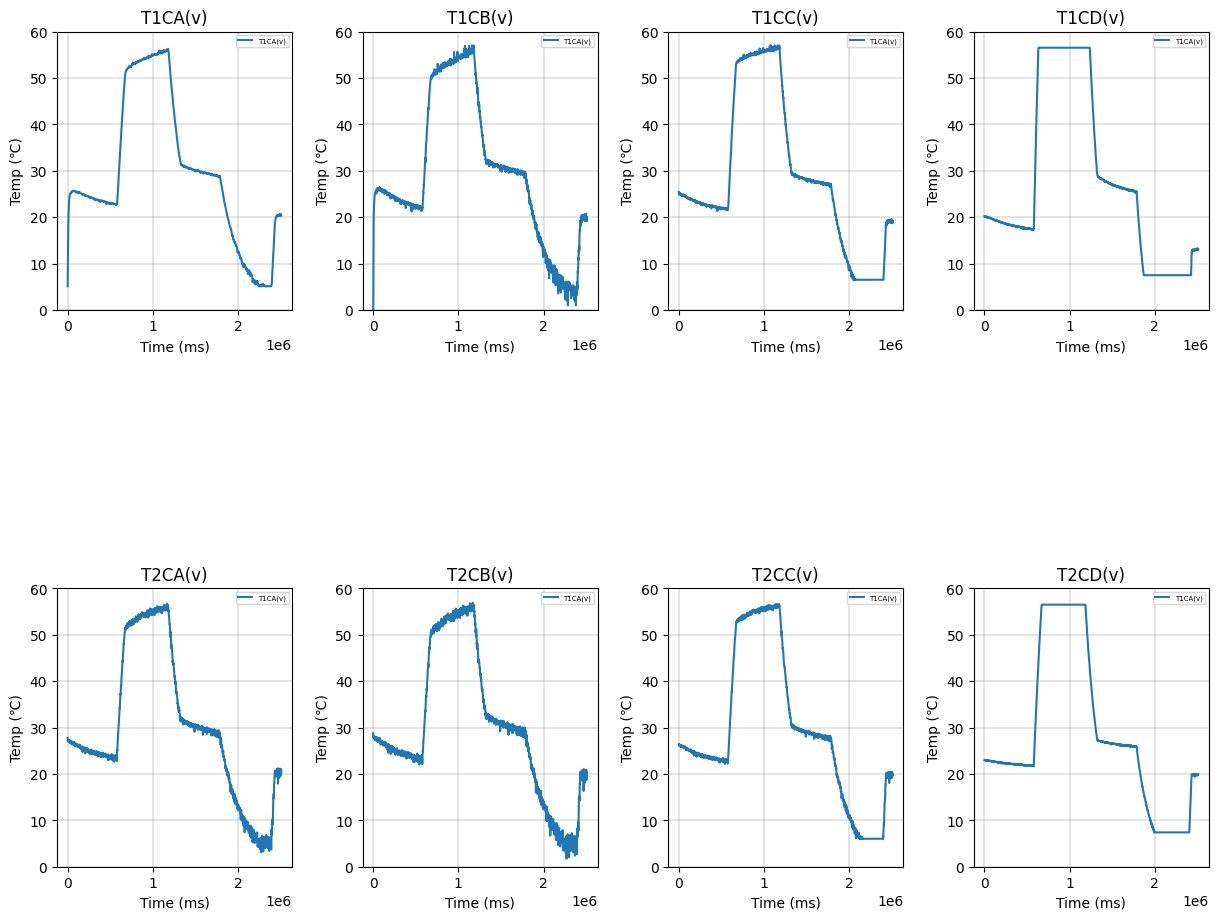 T1CA(v) T1CB(v) T1CC(v) T1CD(v)
60 T1CA(v) 60 T1CA(v) 60 T1CA(v) 60 T1CA(v)
50 50 50 50
40 40 40 40
Temp (℃) 30 Temp (℃) 30 Temp (℃) 30 Temp (℃) 30
20 20 20 20
10 10 10 10
0 0 0 0
0 1 2 0 1 2 0 1 2 0 1 2
Time (ms) 1e6 Time (ms) 1e6 Time (ms) 1e6 Time (ms) 1e6
T2CA(v) T2CB(v) T2CC(v) T2CD(v)
60 T1CA(v) 60 T1CA(v) 60 T1CA(v) 60 T1CA(v)
50 50 50 50
40 40 40 40
Temp (℃) 30 Temp (℃) 30 Temp (℃) 30 Temp (℃) 30
20 20 20 20
10 10 10 10
0 0 0 0
0 1 2 0 1 2 0 1 2 0 1 2
Time (ms) 1e6 Time (ms) 1e6 Time (ms) 1e6 Time (ms) 1e6